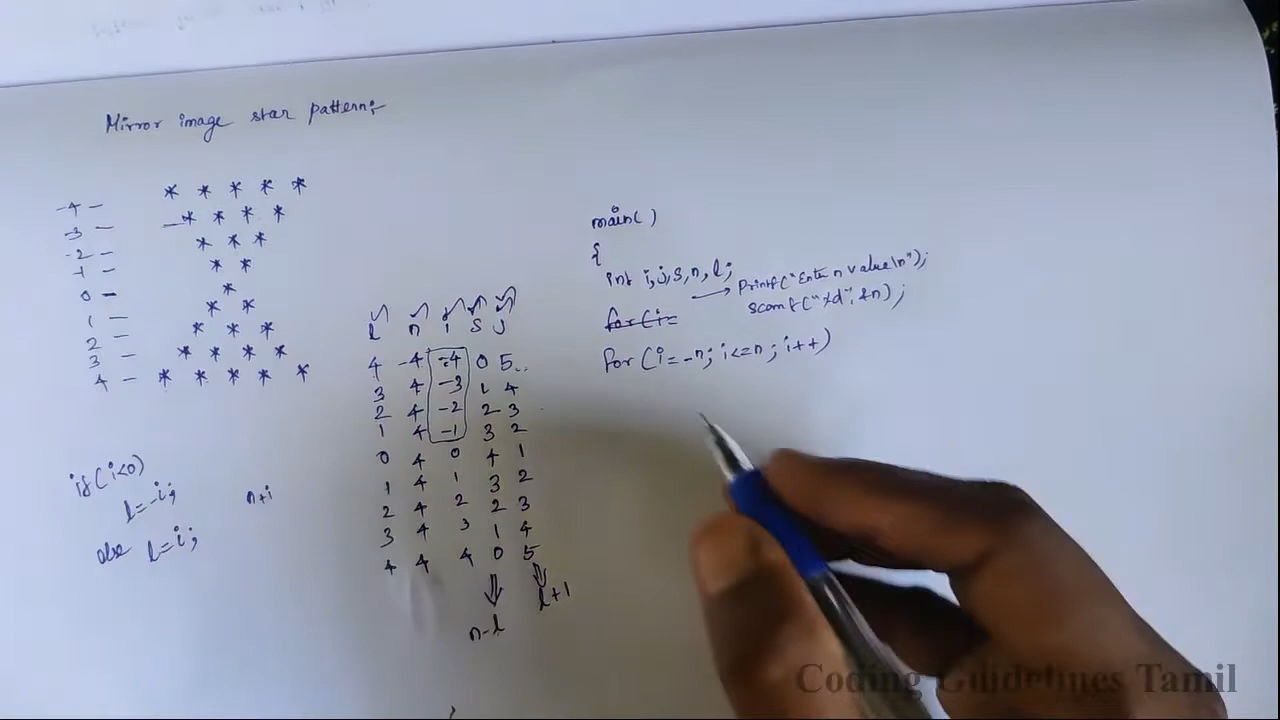 Mirror image star pattern:-
-4 - * * * * *
-3 - - * * * *
-2 - * * *
-1 - * *
0 - *
1 - * *
2 - * * *
3 - * * * *
4 - * * * * *
if(i<0)
l=-i;
else l=i;
n+i
l n i s j
4 -4 -4 0 5..
3 4 -3 1 4
2 4 -2 2 3
1 4 -1 3 2
0 4 0 4 1
1 4 1 3 2
2 4 2 2 3
3 4 3 1 4
4 4 4 0 5
n-l
l+1
main()
{
int i,j,s,n,l;
printf("Enter n value\n");
scanf("%d",&n);
for(i=
for(i=-n; i<=n; i++)
Coding Guidelines Tamil